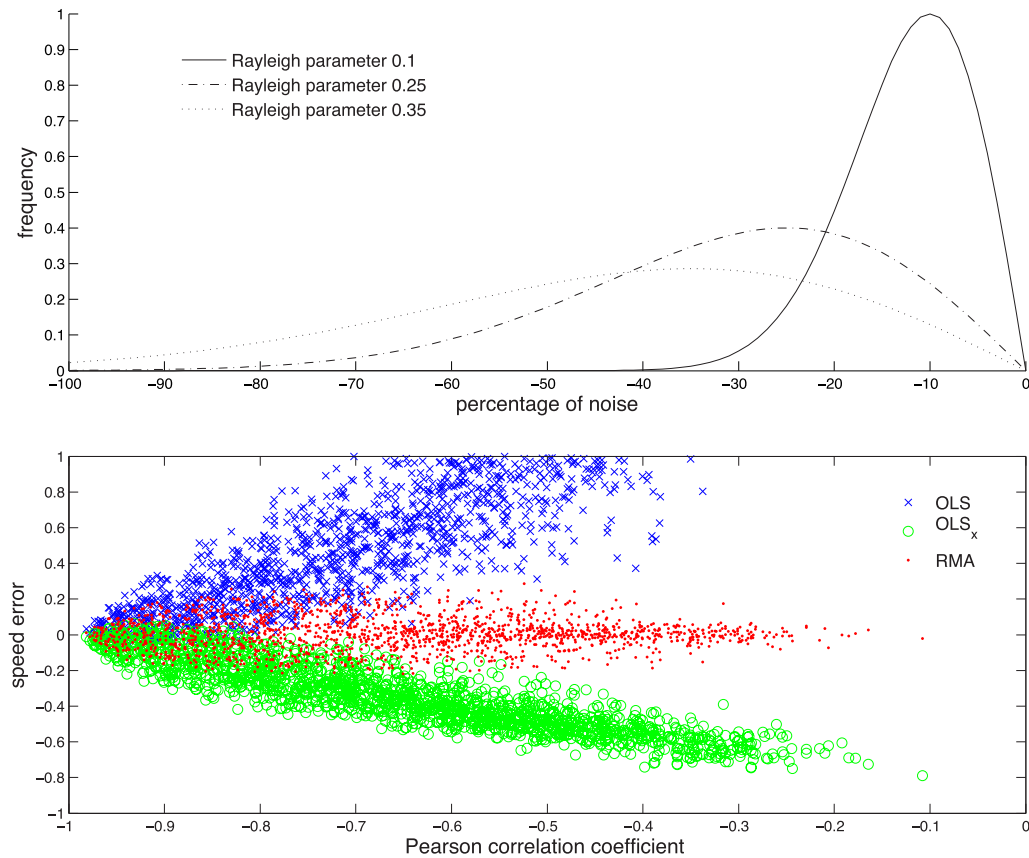 1
0.9
0.8
0.7
0.6
0.5
0.4
0.3
0.2
0.1
0
frequency
Rayleigh parameter 0.1
Rayleigh parameter 0.25
Rayleigh parameter 0.35
−100 −90 −80 −70 −60 −50 −40 −30 −20 −10 0
percentage of noise
1
0.8
0.6
0.4
0.2
0
−0.2
−0.4
−0.6
−0.8
−1
speed error
OLS
OLSx
RMA
−1 −0.9 −0.8 −0.7 −0.6 −0.5 −0.4 −0.3 −0.2 −0.1 0
Pearson correlation coefficient